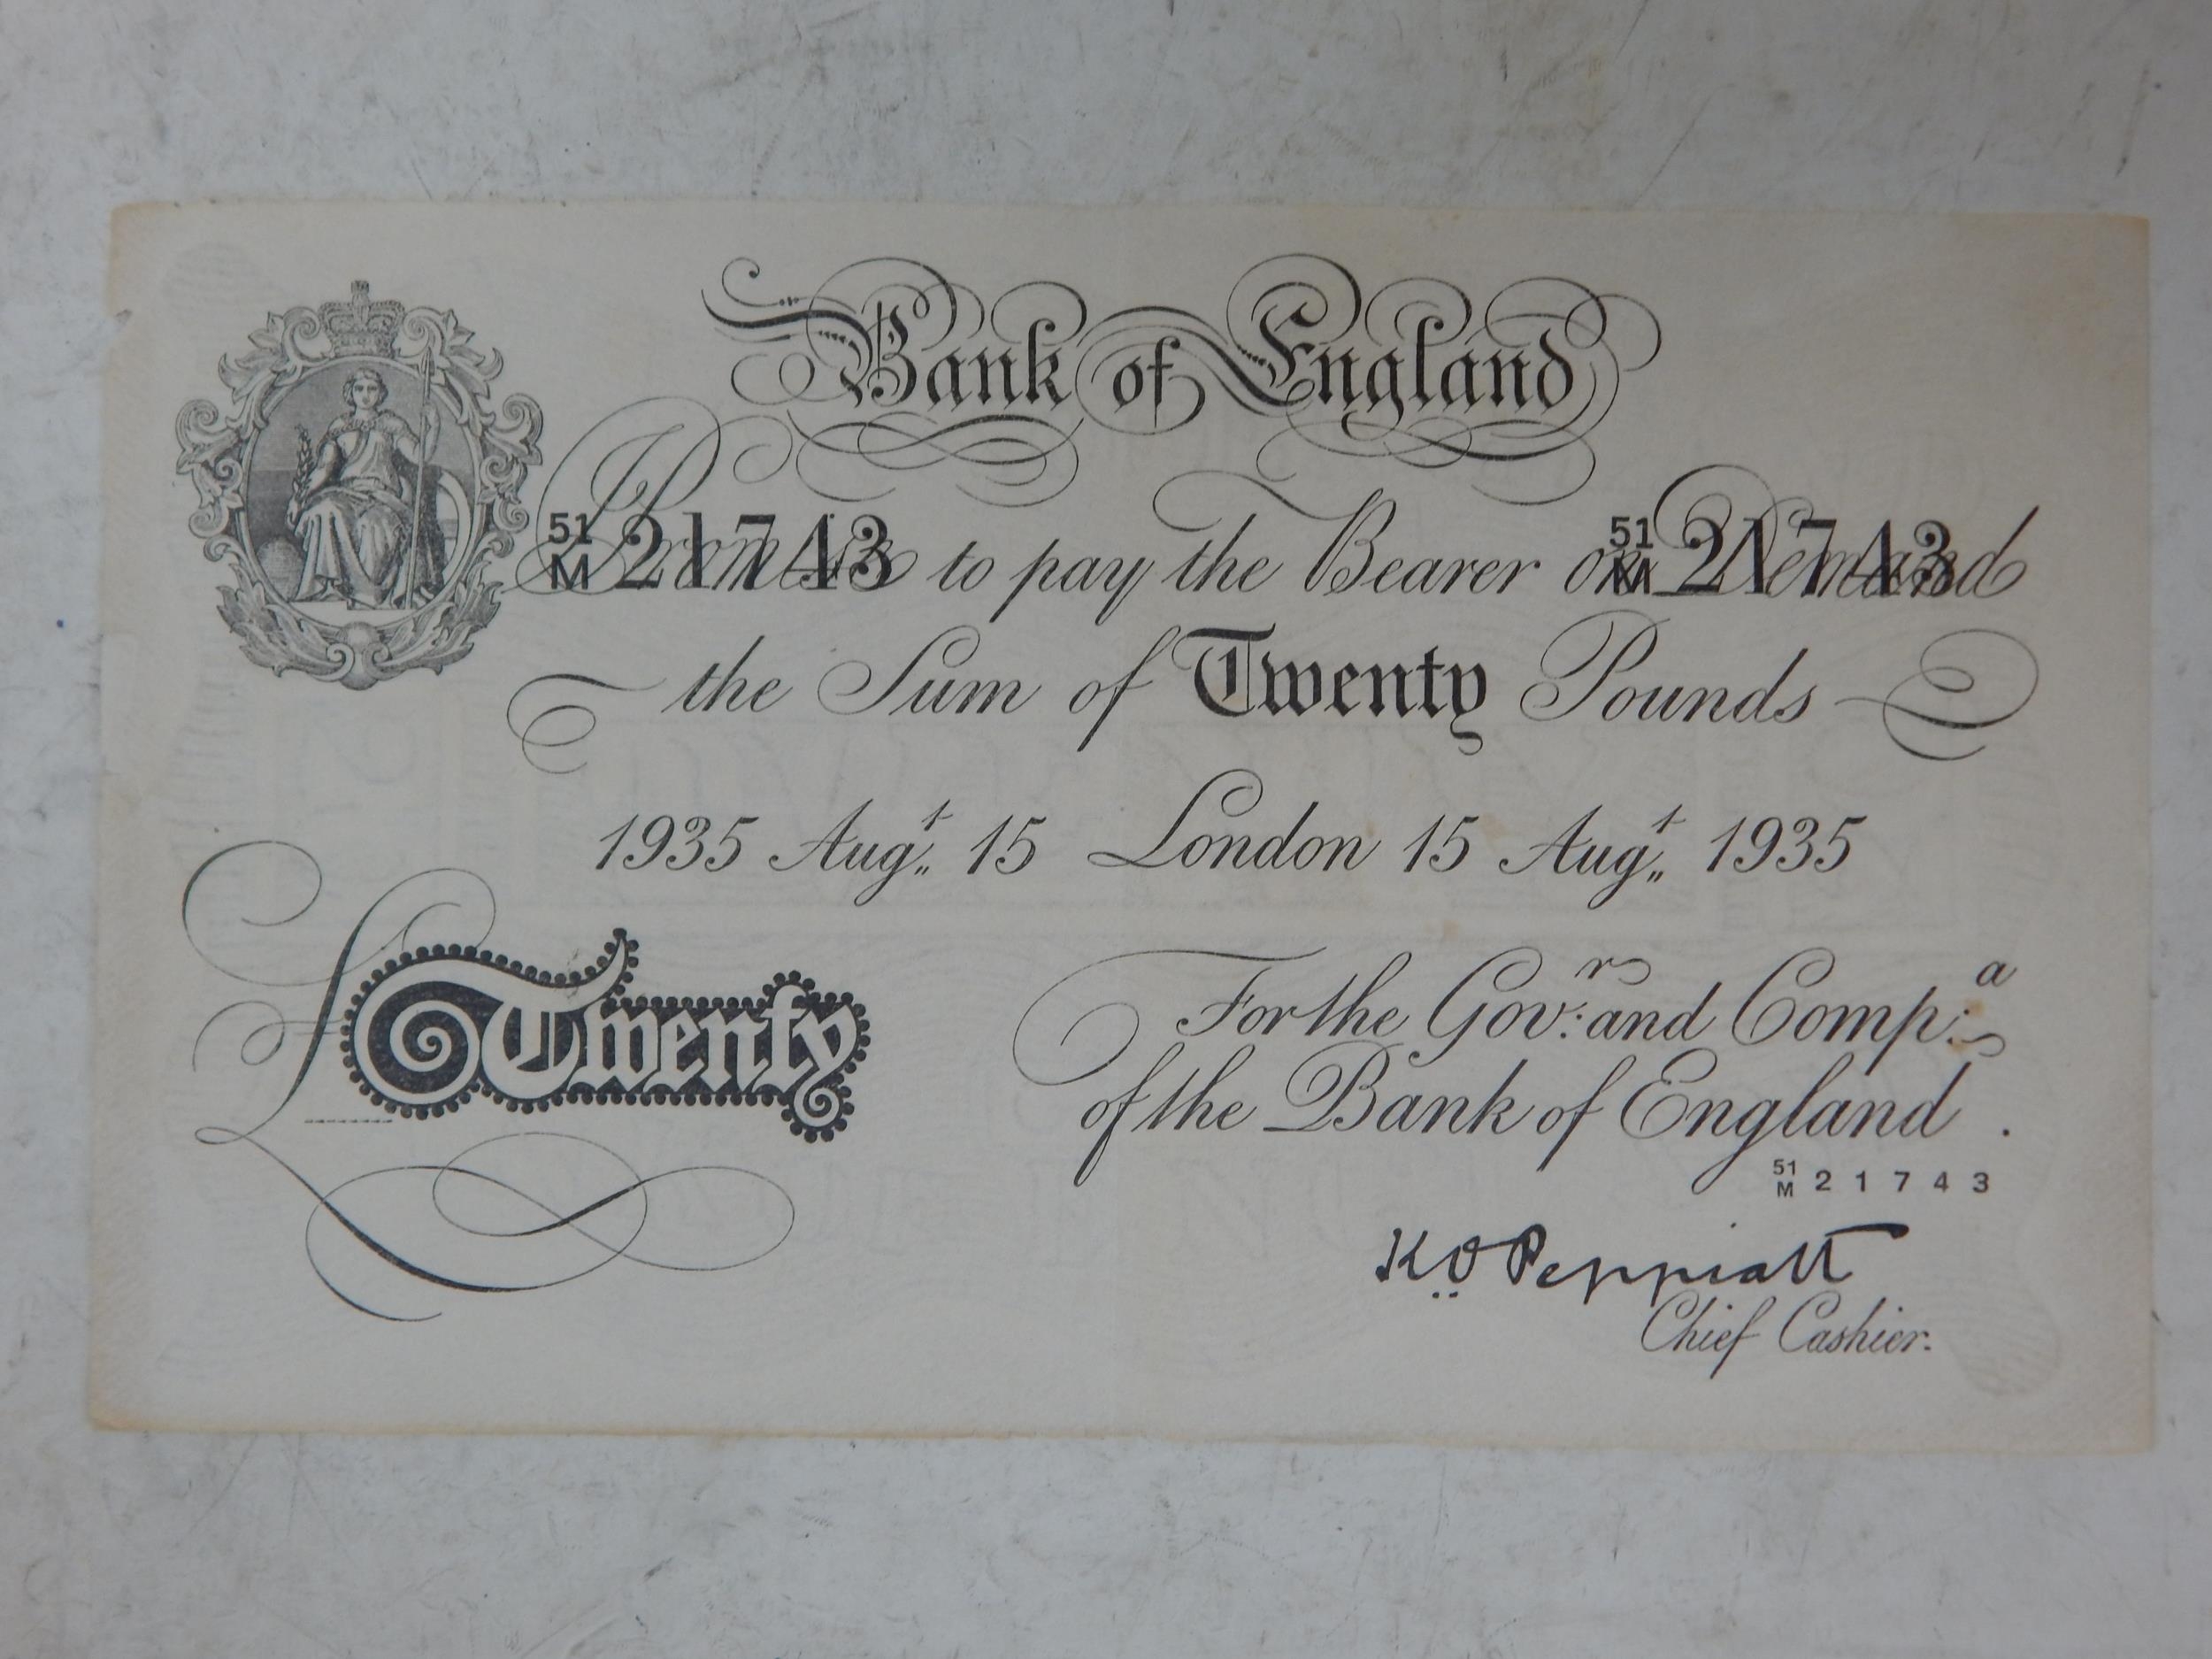 Bank of England
51/M 21743 51/M 21743
I Promise to pay the Bearer on Demand
the Sum of Twenty Pounds
1935 Augt. 15 London 15 Augt. 1935
£ Twenty
For the Govr: and Compa:
of the Bank of England.
51/M 21743
K.O. Peppiatt
Chief Cashier.